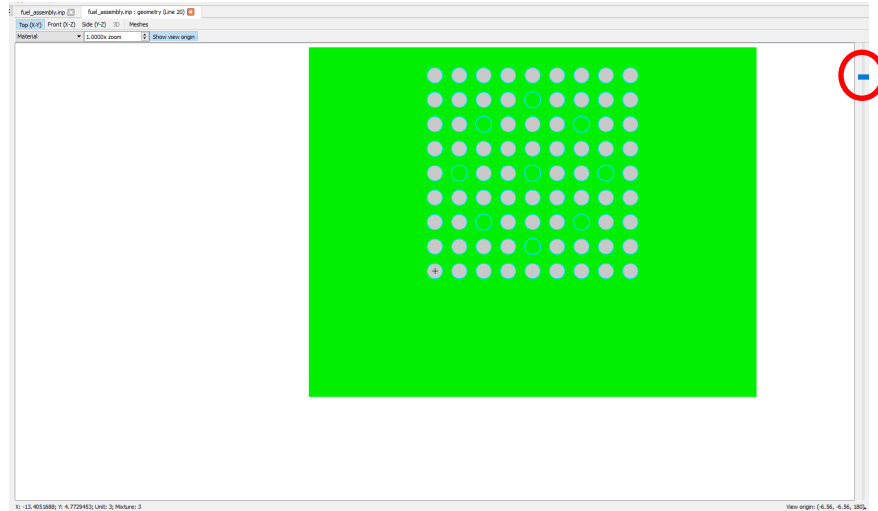 fuel_assembly.inp fuel_assembly.inp : geometry (Line 20)
Top (X-Y) Front (X-Z) Side (Y-Z) 3D Meshes
Material 1.0000x zoom Show view origin
X: -13.4051688; Y: 4.7729453; Unit: 3; Mixture: 3 View origin: (-6.56, -6.56, 180)